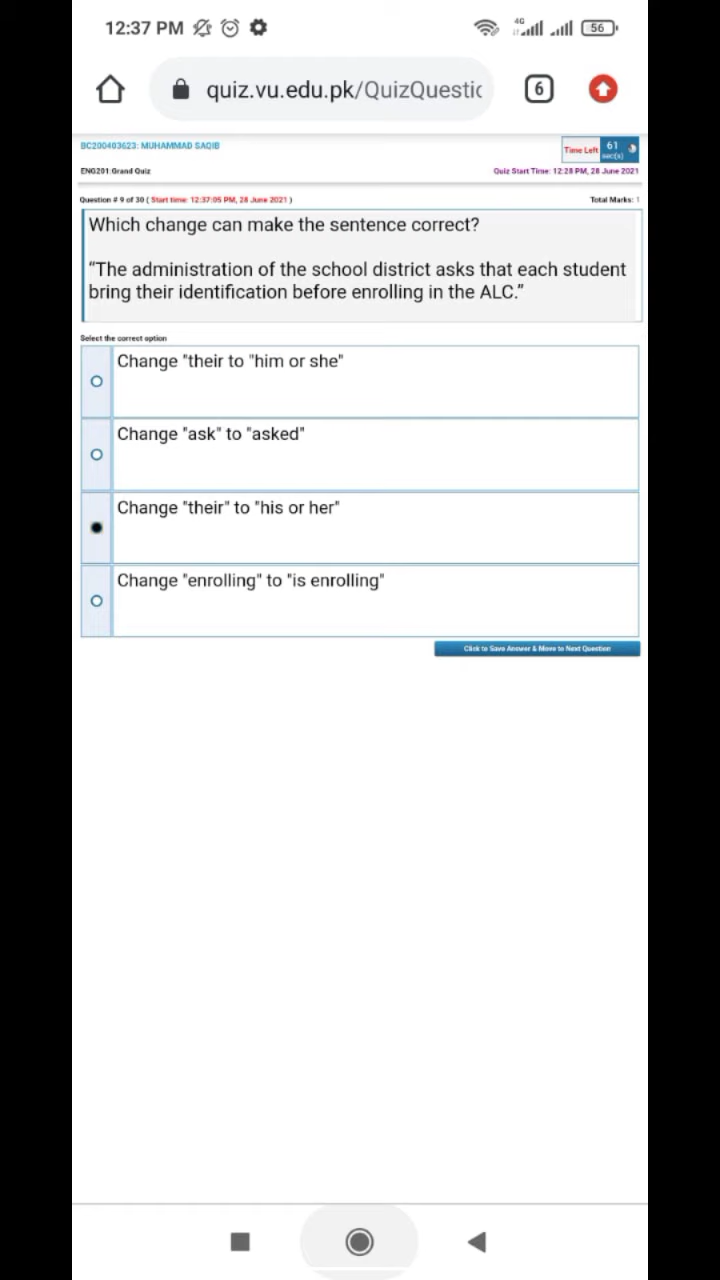 12:37 PM
4G
56
quiz.vu.edu.pk/QuizQuestic
6
BC200403623: MUHAMMAD SAQIB
Time Left 61
sec(s)
ENG201:Grand Quiz
Quiz Start Time: 12:28 PM, 28 June 2021
Question # 9 of 30 ( Start time: 12:37:05 PM, 28 June 2021 )
Total Marks: 1
Which change can make the sentence correct?
“The administration of the school district asks that each student
bring their identification before enrolling in the ALC.”
Select the correct option
Change "their to "him or she"
Change "ask" to "asked"
Change "their" to "his or her"
Change "enrolling" to "is enrolling"
Click to Save Answer & Move to Next Question